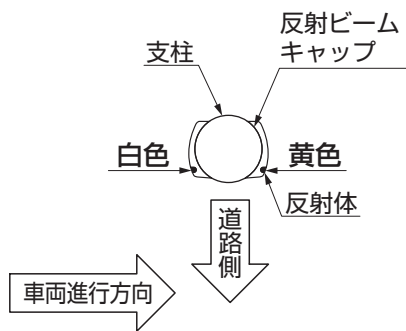 反射ビーム
キャップ
支柱
白色
黄色
反射体
道路側
車両進行方向